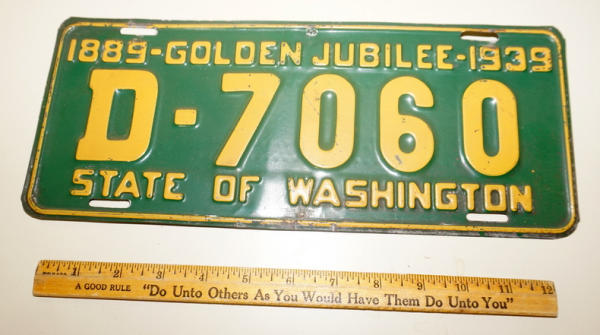 1889-GOLDEN JUBILEE-1939
D-7060
STATE OF WASHINGTON
1 2 3 4 5 6 7 8 9 10 11 12
A GOOD RULE "Do Unto Others As You Would Have Them Do Unto You"